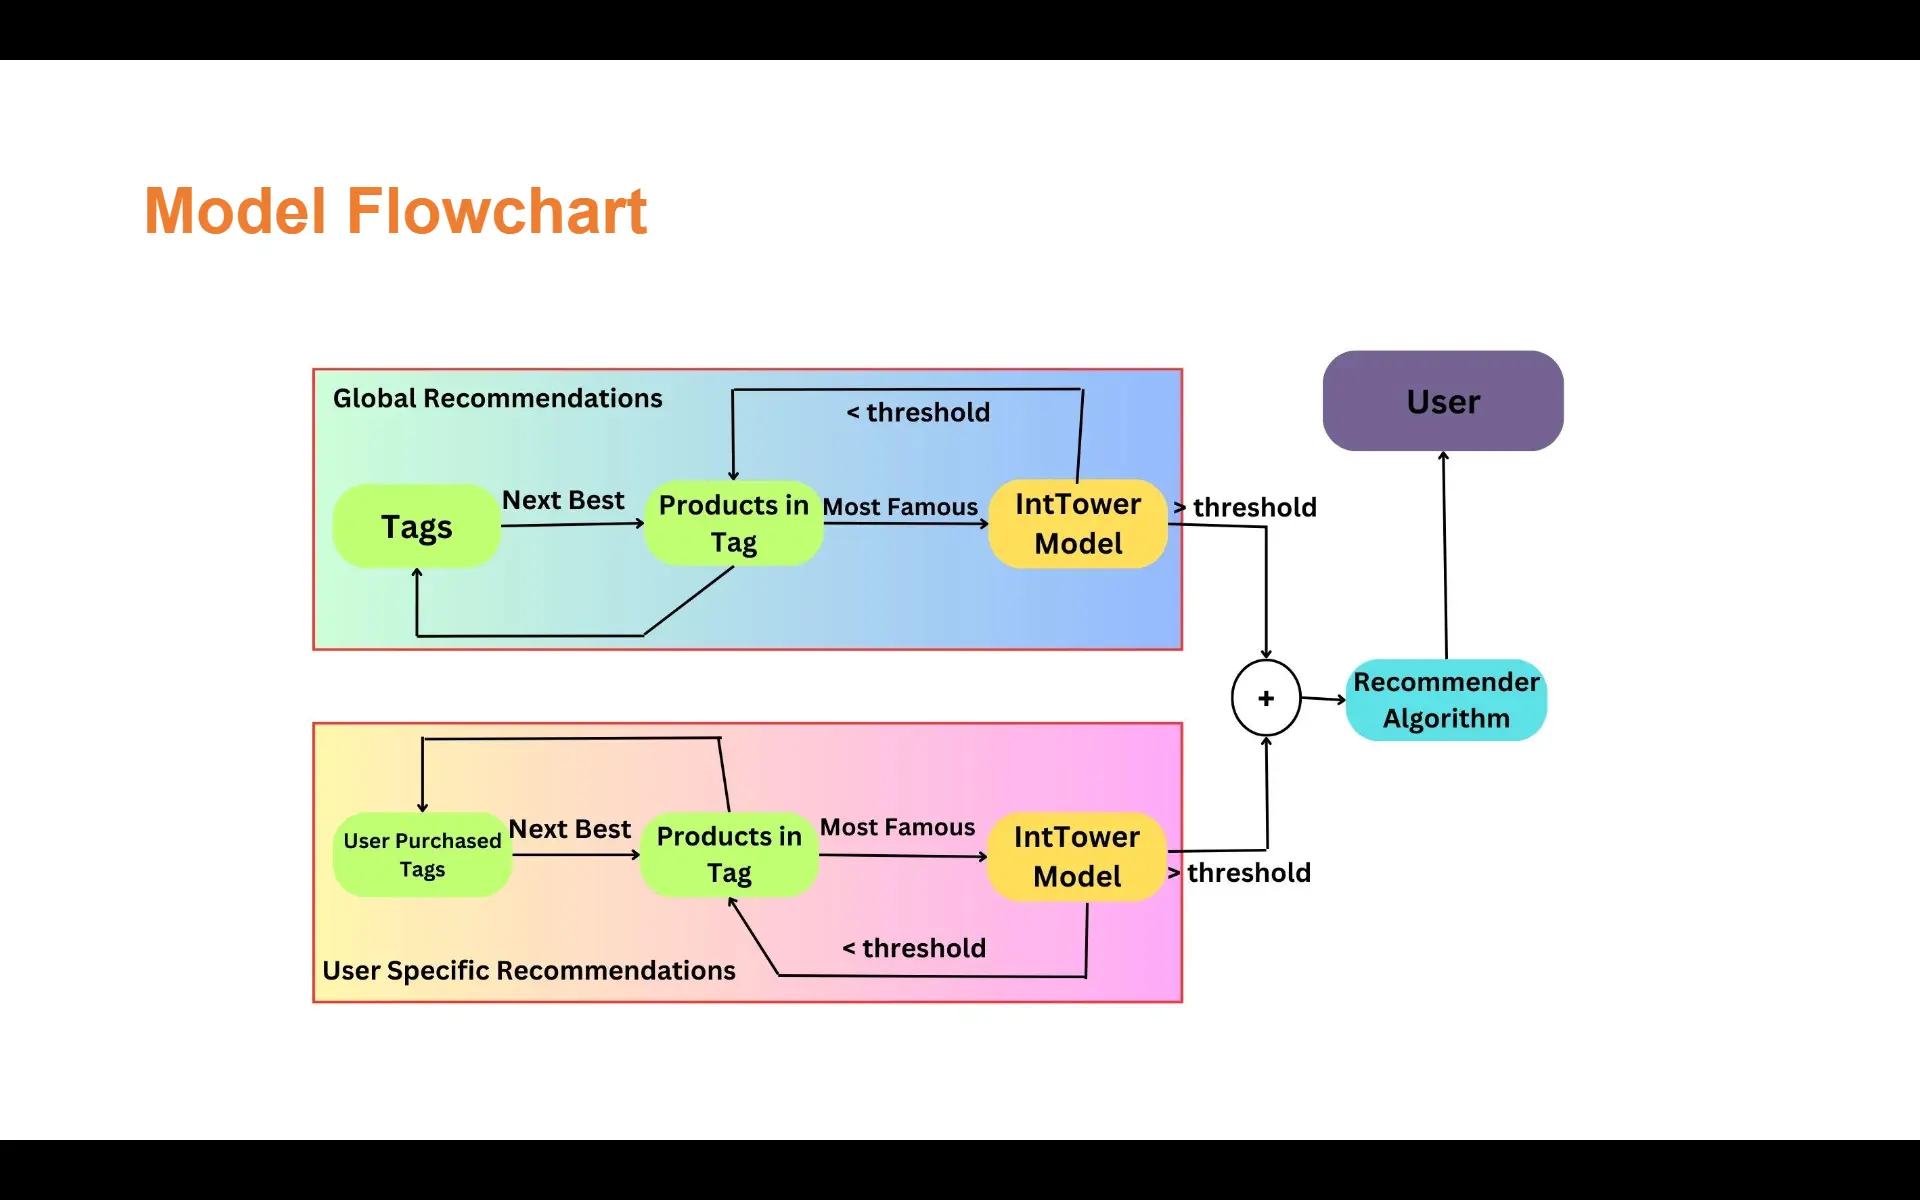 Model Flowchart
Global Recommendations
< threshold
Tags
Next Best
Products in
Tag
Most Famous
IntTower
Model
> threshold
User
+
Recommender
Algorithm
User Purchased
Tags
Next Best
Products in
Tag
Most Famous
IntTower
Model
> threshold
< threshold
User Specific Recommendations